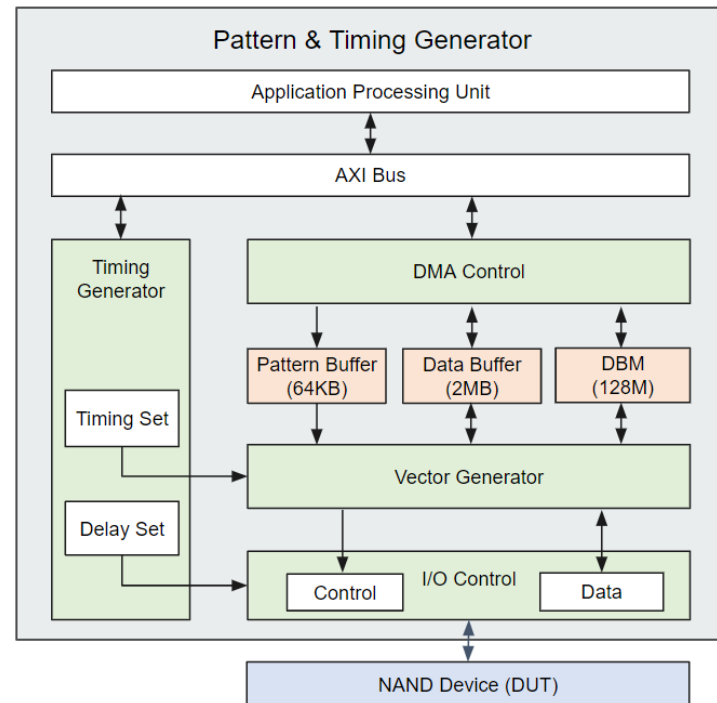 Pattern & Timing Generator
Application Processing Unit
AXI Bus
Timing
Generator
DMA Control
Pattern Buffer
(64KB)
Data Buffer
(2MB)
DBM
(128M)
Timing Set
Vector Generator
Delay Set
I/O Control
Control
Data
NAND Device (DUT)